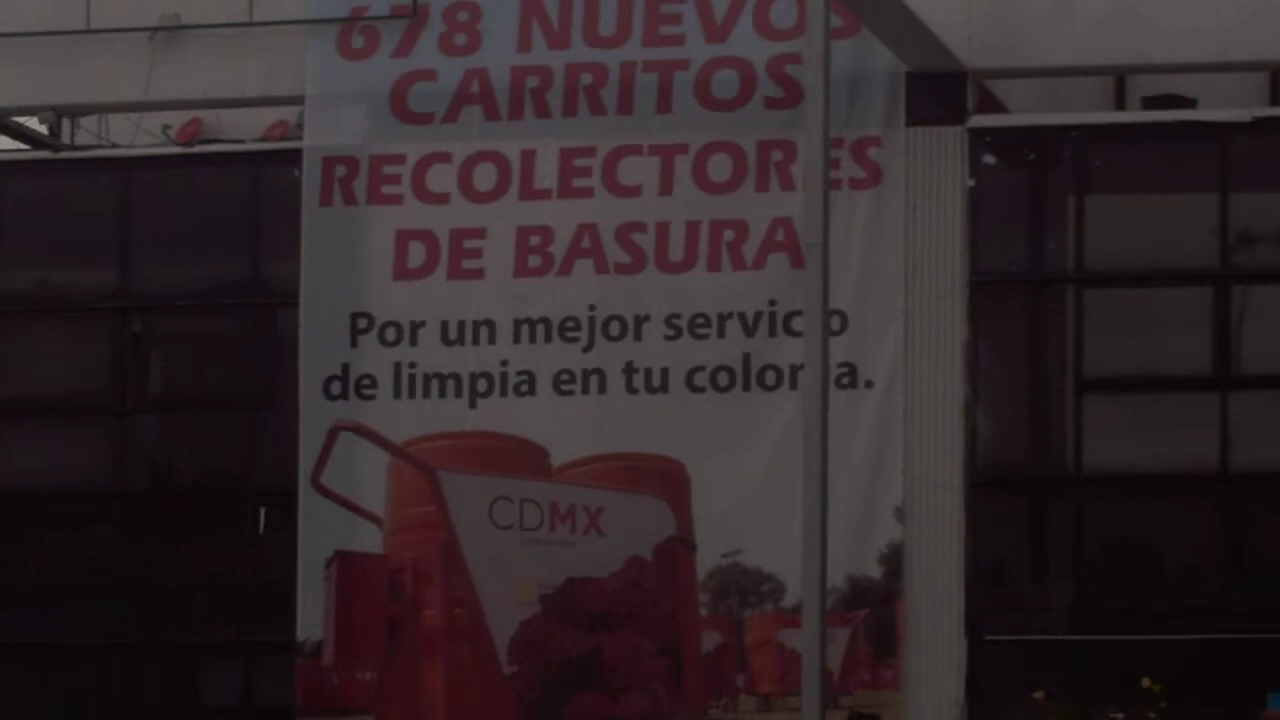 678 NUEVOS
CARRITOS
RECOLECTORES
DE BASURA
Por un mejor servicio
de limpia en tu colonia.
CDMX